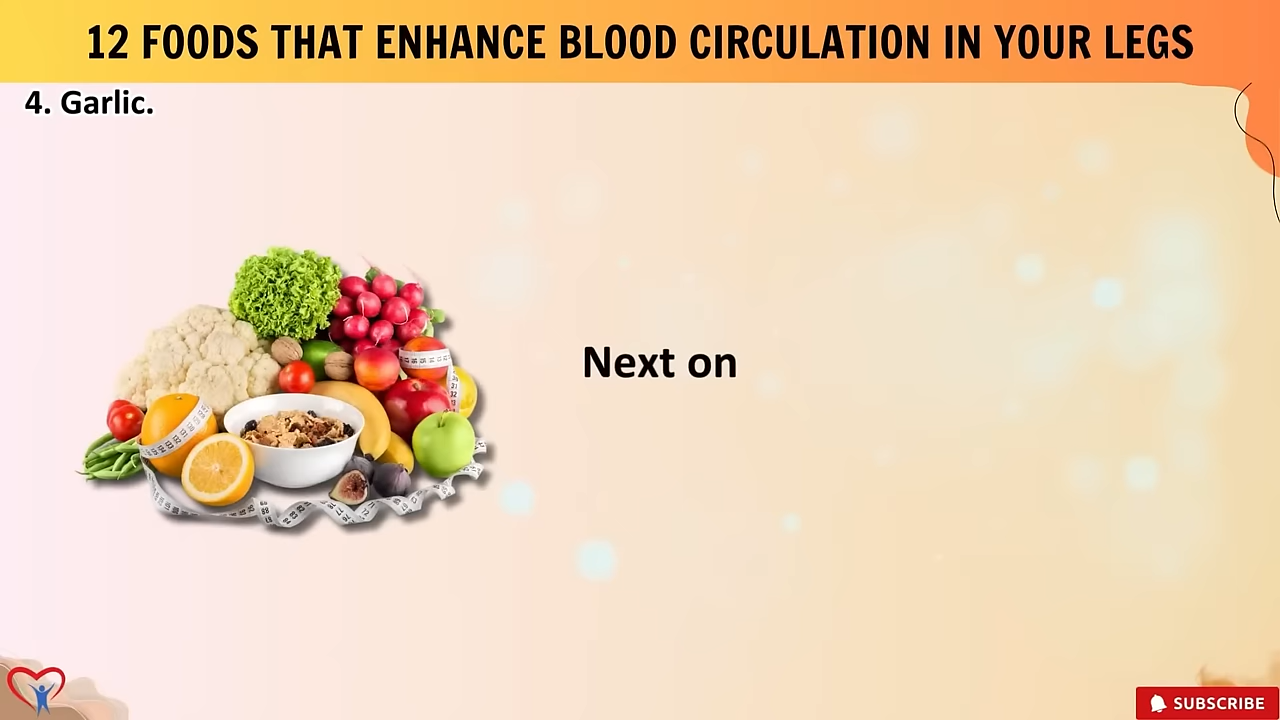 12 FOODS THAT ENHANCE BLOOD CIRCULATION IN YOUR LEGS
4. Garlic.
Next on
SUBSCRIBE